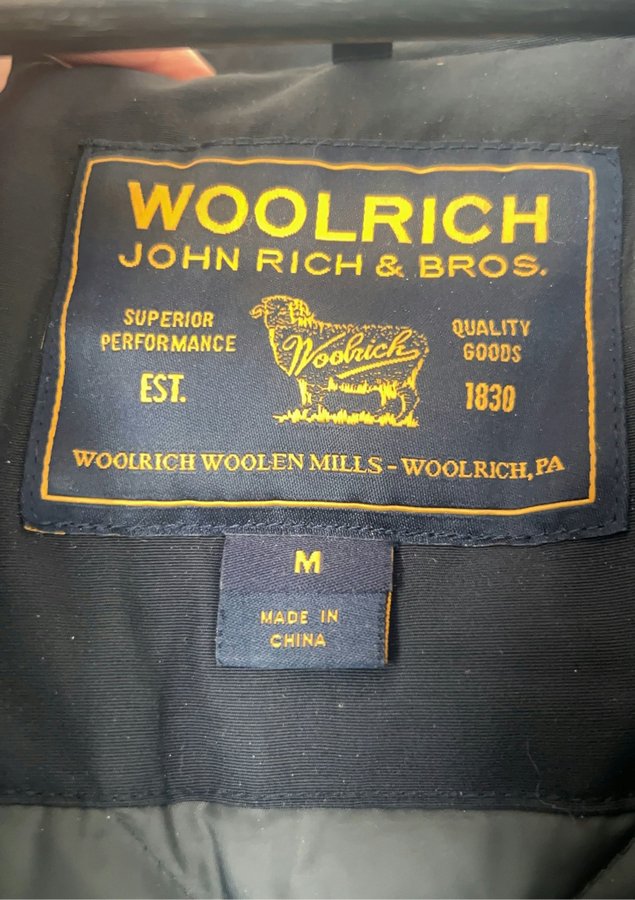 WOOLRICH
JOHN RICH & BROS.
SUPERIOR
PERFORMANCE
EST.
Woolrich
QUALITY
GOODS
1830
WOOLRICH WOOLEN MILLS - WOOLRICH, PA
M
MADE IN
CHINA